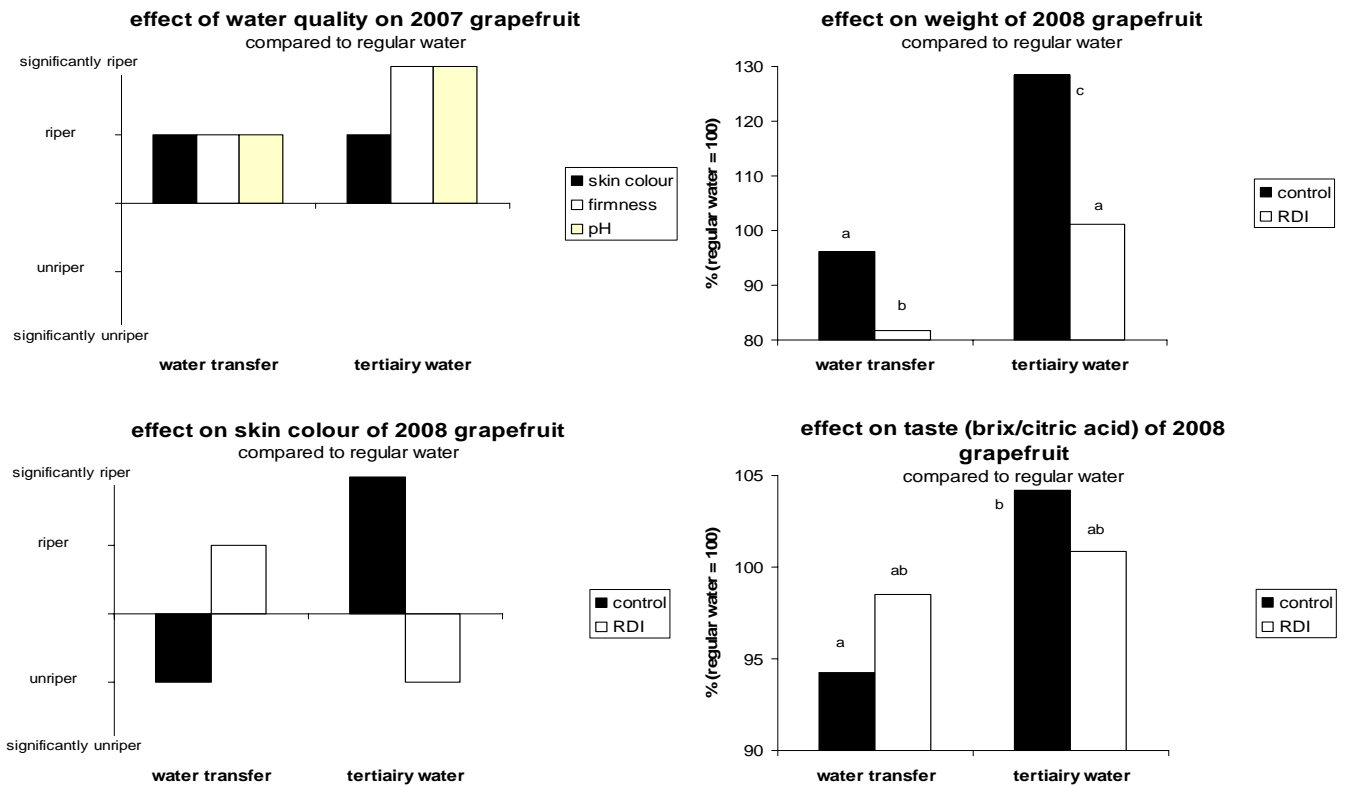 effect of water quality on 2007 grapefruit
compared to regular water
significantly riper
riper
unriper
significantly unriper
water transfer
tertiairy water
skin colour
firmness
pH
effect on weight of 2008 grapefruit
compared to regular water
% (regular water = 100)
130
120
110
100
90
80
a
b
c
a
water transfer
tertiairy water
control
RDI
effect on skin colour of 2008 grapefruit
compared to regular water
significantly riper
riper
unriper
significantly unriper
water transfer
tertiairy water
control
RDI
effect on taste (brix/citric acid) of 2008
grapefruit
compared to regular water
% (regular water = 100)
105
100
95
90
a
ab
b
ab
water transfer
tertiairy water
control
RDI